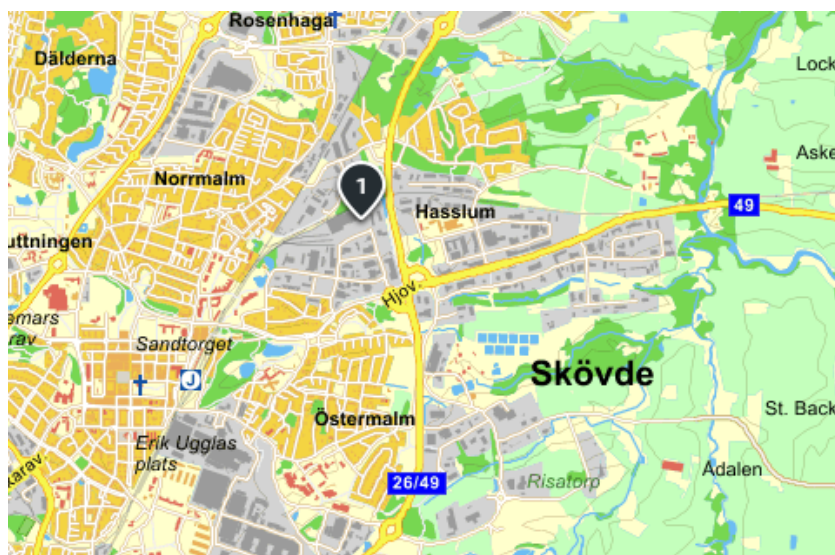 Rosenhaga
Dälderna
Lock
Aske
1
Norrmalm
Hasslum
49
uttningen
Hjov.
emars
rav
Sandtorget
J
Skövde
Östermalm
St. Back
Erik Ugglas
plats
karav.
26/49
Risatorp
Ådalen